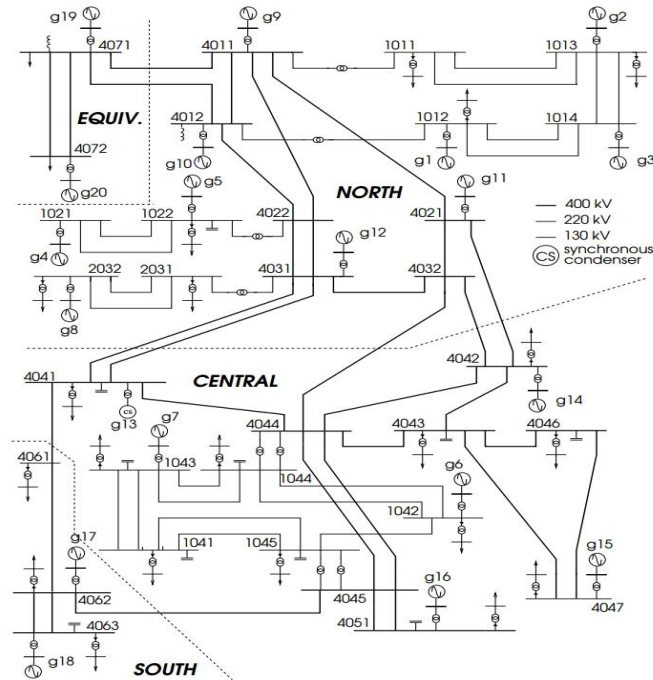 g19
g9
g2
4071
4011
1011
1013
EQUIV.
4012
1012
1014
g10
g1
g3
4072
g5
NORTH
g11
g20
1021
1022
4022
4021
400 kV
220 kV
130 kV
CS synchronous
condenser
g4
g12
2032
2031
4031
4032
g8
4042
4041
CENTRAL
g14
CS
g13
g7
4044
4043
4046
4061
1043
1044
g6
1042
g17
1041
1045
g15
g16
4062
4045
4047
4051
4063
g18
SOUTH